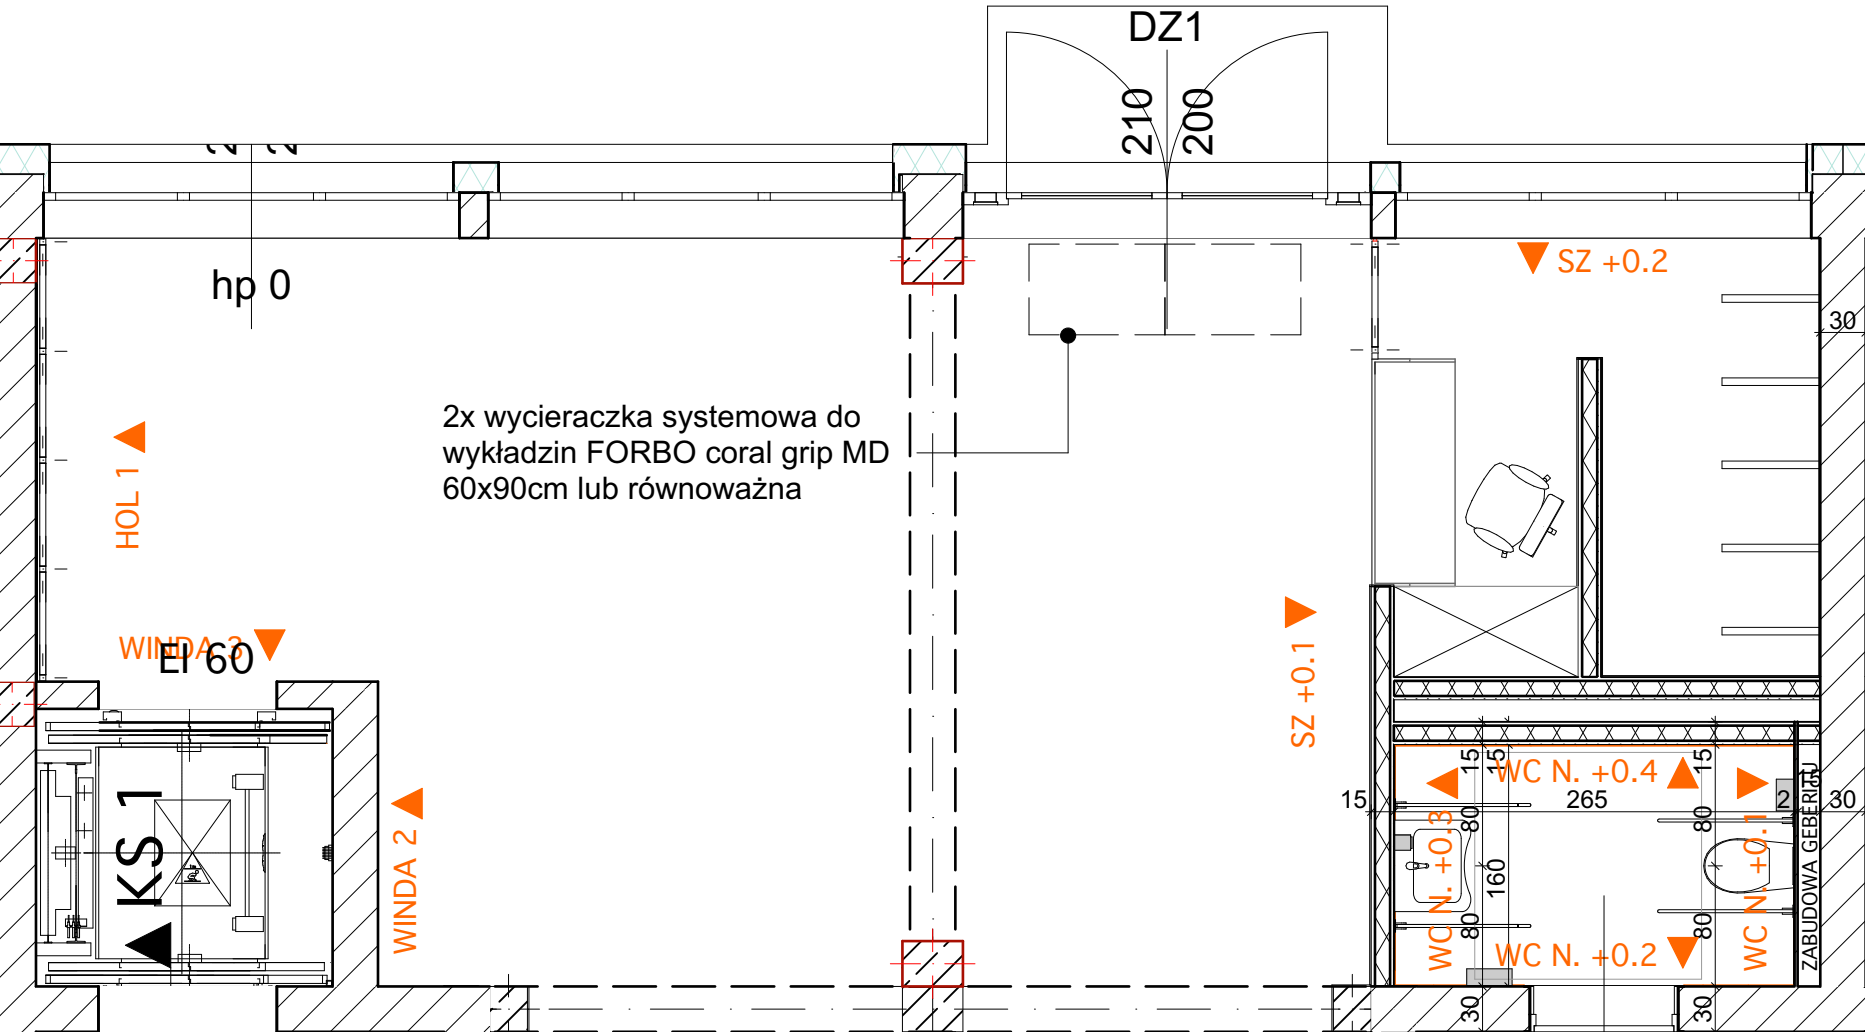 DZ1
210
200
hp 0
SZ +0.2
30
2x wycieraczka systemowa do
wykładzin FORBO coral grip MD
60x90cm lub równoważna
HOL 1
WINDA 3
EI 60
SZ +0.1
WINDA 2
KS 1
15
15
15
WC N. +0.4
15
15
265
2
30
80
80
WC N. +0.3
160
WC N. +0.1
ZABUDOWA GEBERITU
80
80
WC N. +0.2
30
30